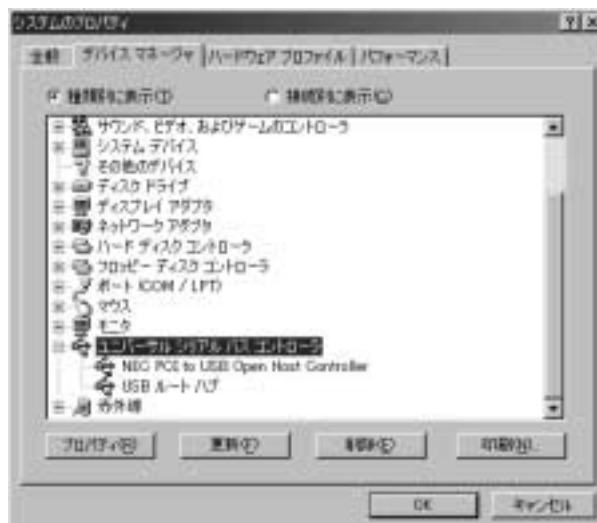 システムのプロパティ
全般 デバイス マネージャ ハードウェア プロファイル パフォーマンス
種類別に表示(T) 接続別に表示(C)
サウンド、ビデオ、およびゲームのコントローラ
システム デバイス
その他のデバイス
ディスク ドライブ
ディスプレイ アダプタ
ネットワーク アダプタ
ハード ディスク コントローラ
フロッピー ディスク コントローラ
ポート (COM / LPT)
マウス
モニタ
ユニバーサル シリアル バス コントローラ
NEC PCI to USB Open Host Controller
USB ルート ハブ
赤外線
プロパティ(R) 更新(F) 削除(E) 印刷(N)...
OK キャンセル